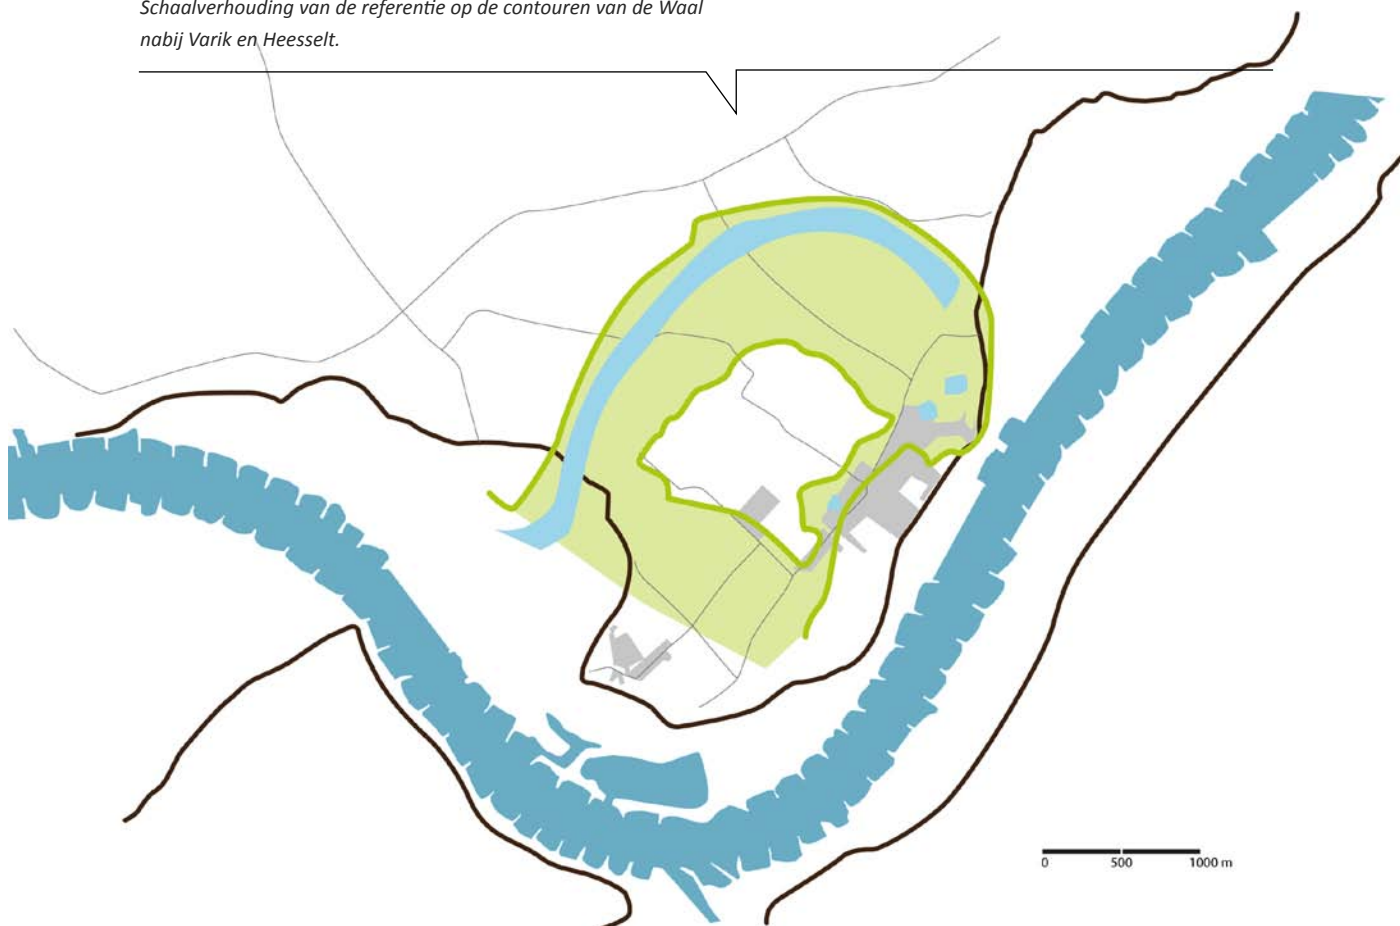 Schaalverhouding van de referentie op de contouren van de Waal
nabij Varik en Heesselt.
0 500 1000 m